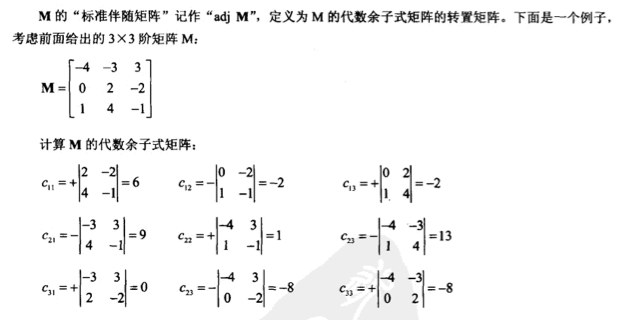 M 的“标准伴随矩阵”记作“adj M”，定义为 M 的代数余子式矩阵的转置矩阵。下面是一个例子，
考虑前面给出的 3×3 阶矩阵 M：
M = [−4 −3 3
0 2 −2
1 4 −1]
计算 M 的代数余子式矩阵：
c₁₁ = +|2 −2; 4 −1| = 6 c₁₂ = −|0 −2; 1 −1| = −2 c₁₃ = +|0 2; 1 4| = −2
c₂₁ = −|−3 3; 4 −1| = 9 c₂₂ = +|−4 3; 1 −1| = 1 c₂₃ = −|−4 −3; 1 4| = 13
c₃₁ = +|−3 3; 2 −2| = 0 c₂₃ = −|−4 3; 0 −2| = −8 c₃₃ = +|−4 −3; 0 2| = −8